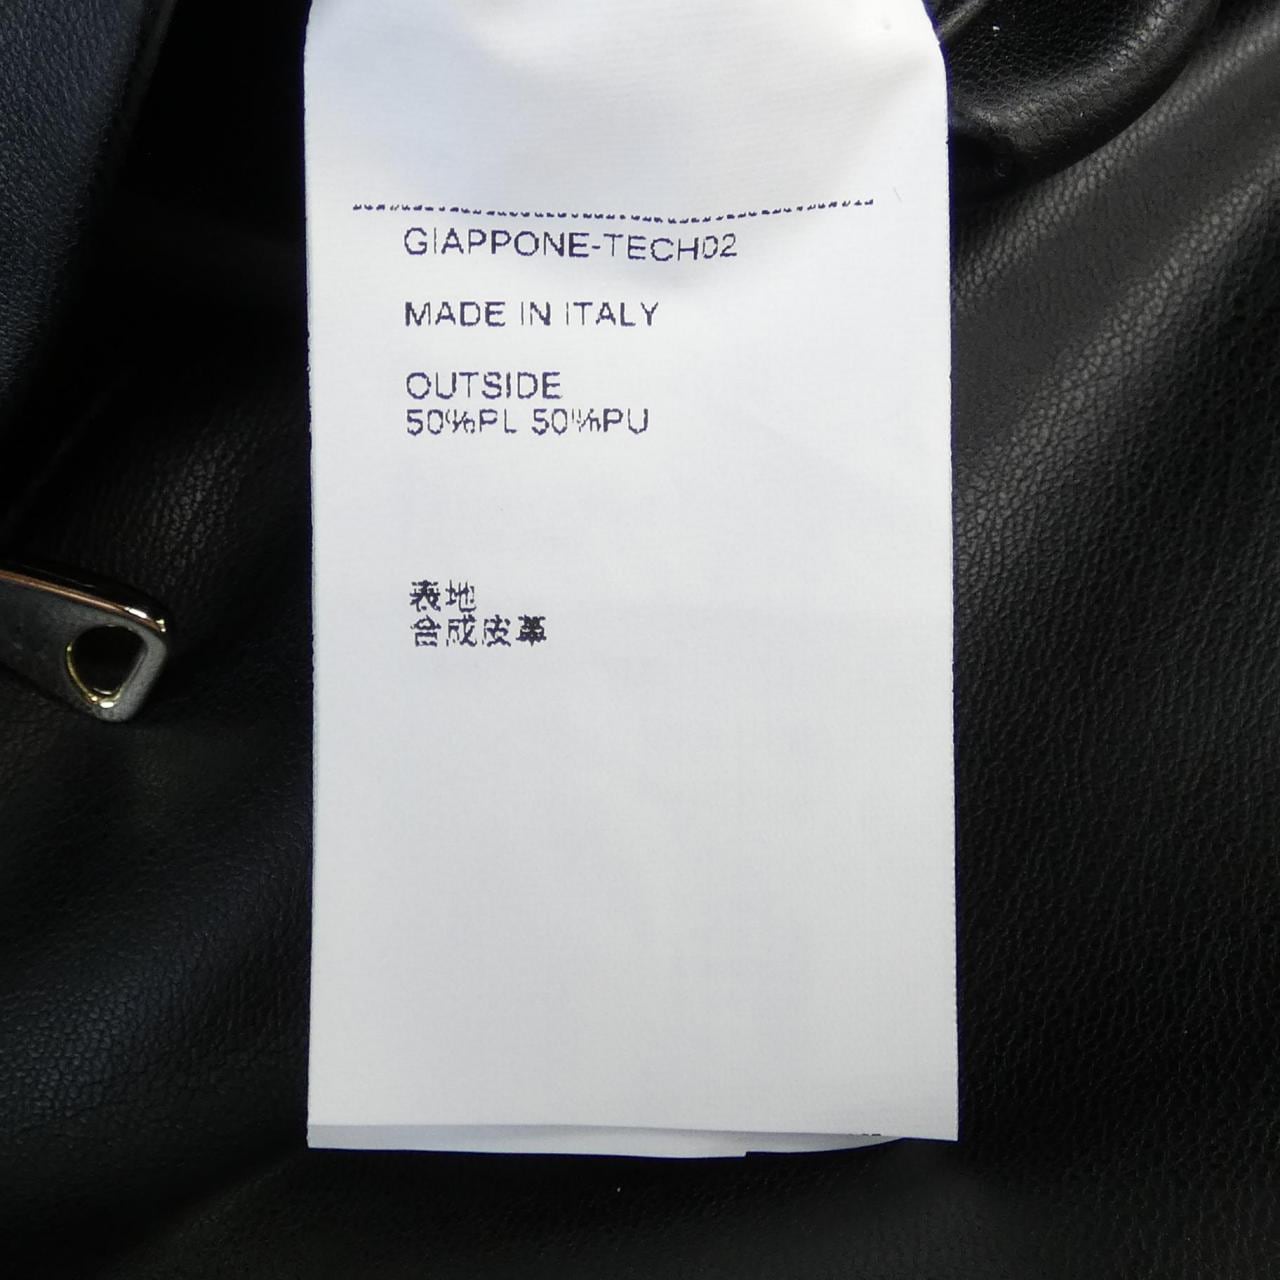 GIAPPONE-TECH02
MADE IN ITALY
OUTSIDE
50%PL 50%PU
表地
合成皮革